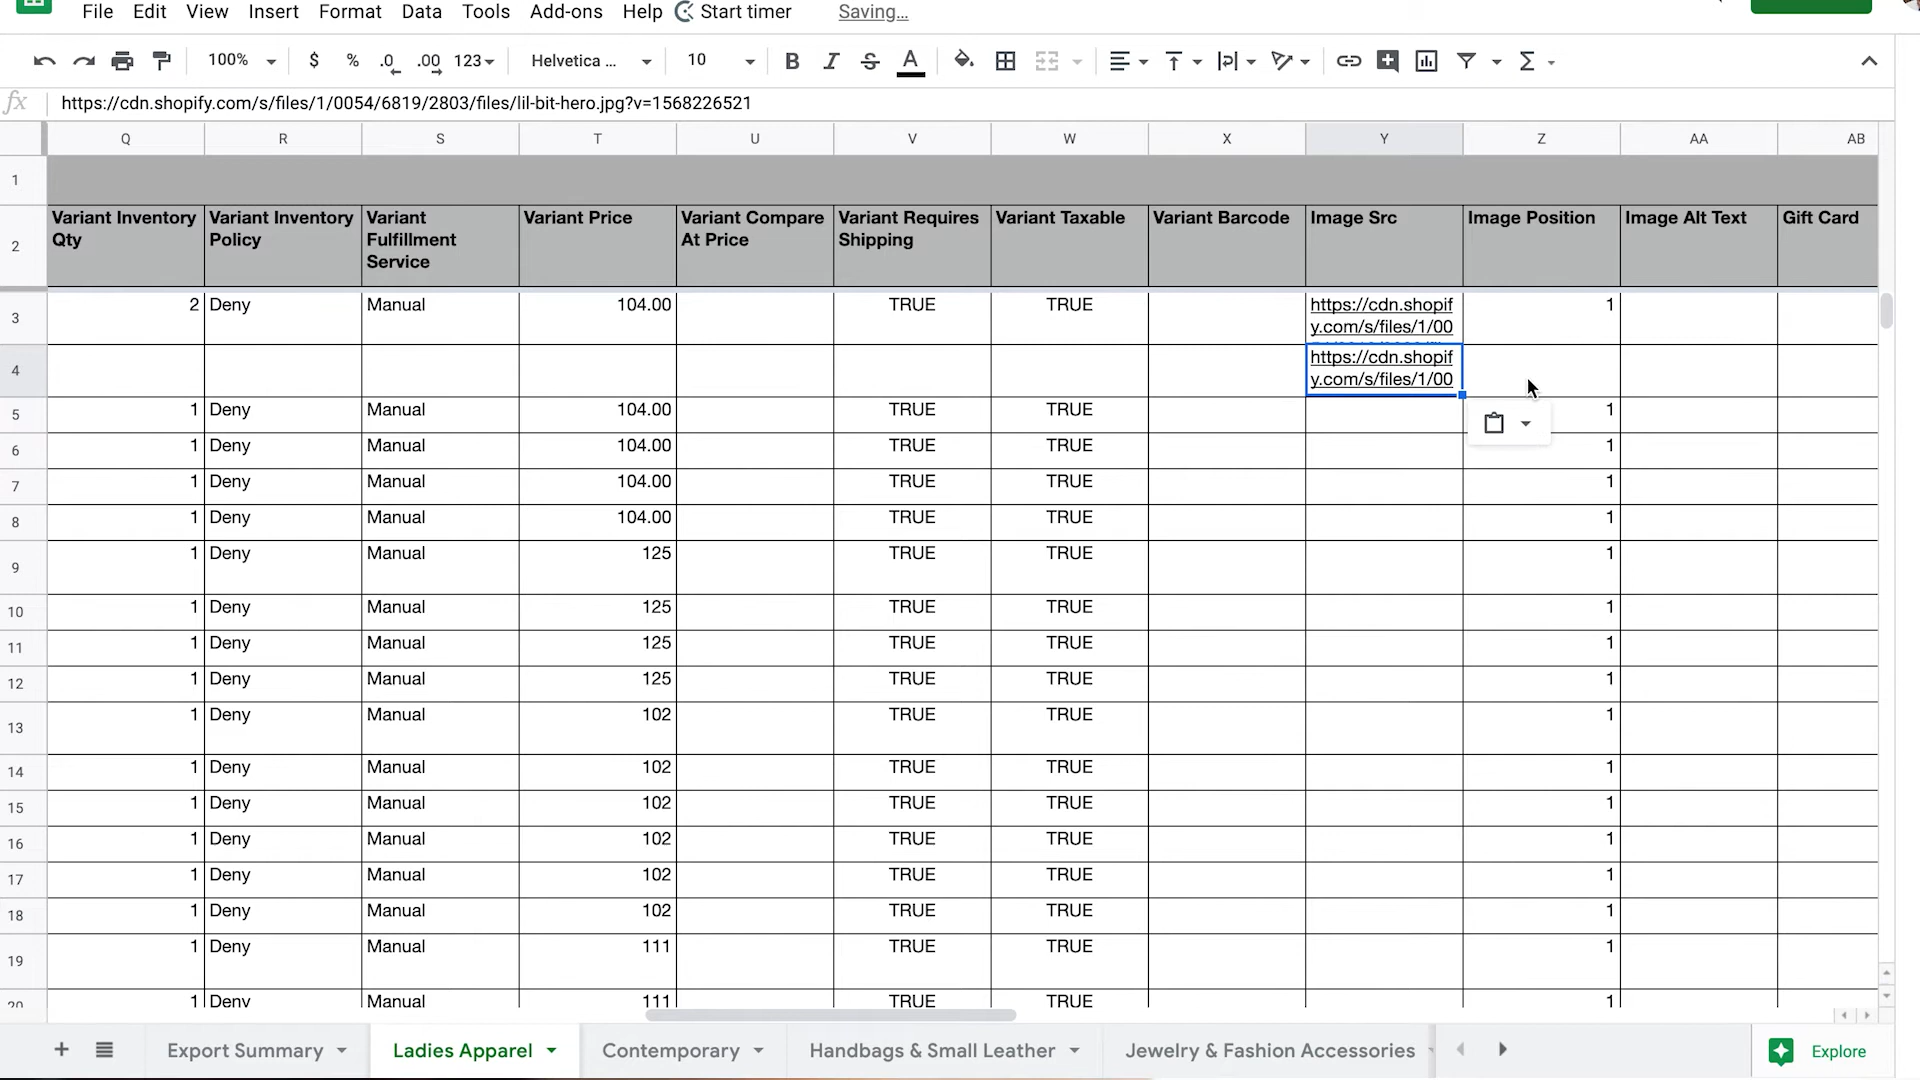 File Edit View Insert Format Data Tools Add-ons Help Start timer Saving...
100% $ % .0 .00 123 Helvetica ... 10 B I S A Σ
fx https://cdn.shopify.com/s/files/1/0054/6819/2803/files/lil-bit-hero.jpg?v=1568226521
Q R S T U V W X Y Z AA AB
1
2 Variant Inventory Qty Variant Inventory Policy Variant Fulfillment Service Variant Price Variant Compare At Price Variant Requires Shipping Variant Taxable Variant Barcode Image Src Image Position Image Alt Text Gift Card
3 2 Deny Manual 104.00 TRUE TRUE https://cdn.shopif y.com/s/files/1/00 1
4 https://cdn.shopif y.com/s/files/1/00
5 1 Deny Manual 104.00 TRUE TRUE 1
6 1 Deny Manual 104.00 TRUE TRUE 1
7 1 Deny Manual 104.00 TRUE TRUE 1
8 1 Deny Manual 104.00 TRUE TRUE 1
9 1 Deny Manual 125 TRUE TRUE 1
10 1 Deny Manual 125 TRUE TRUE 1
11 1 Deny Manual 125 TRUE TRUE 1
12 1 Deny Manual 125 TRUE TRUE 1
13 1 Deny Manual 102 TRUE TRUE 1
14 1 Deny Manual 102 TRUE TRUE 1
15 1 Deny Manual 102 TRUE TRUE 1
16 1 Deny Manual 102 TRUE TRUE 1
17 1 Deny Manual 102 TRUE TRUE 1
18 1 Deny Manual 102 TRUE TRUE 1
19 1 Deny Manual 111 TRUE TRUE 1
20 1 Deny Manual 111 TRUE TRUE 1
+ Export Summary Ladies Apparel Contemporary Handbags & Small Leather Jewelry & Fashion Accessories Explore